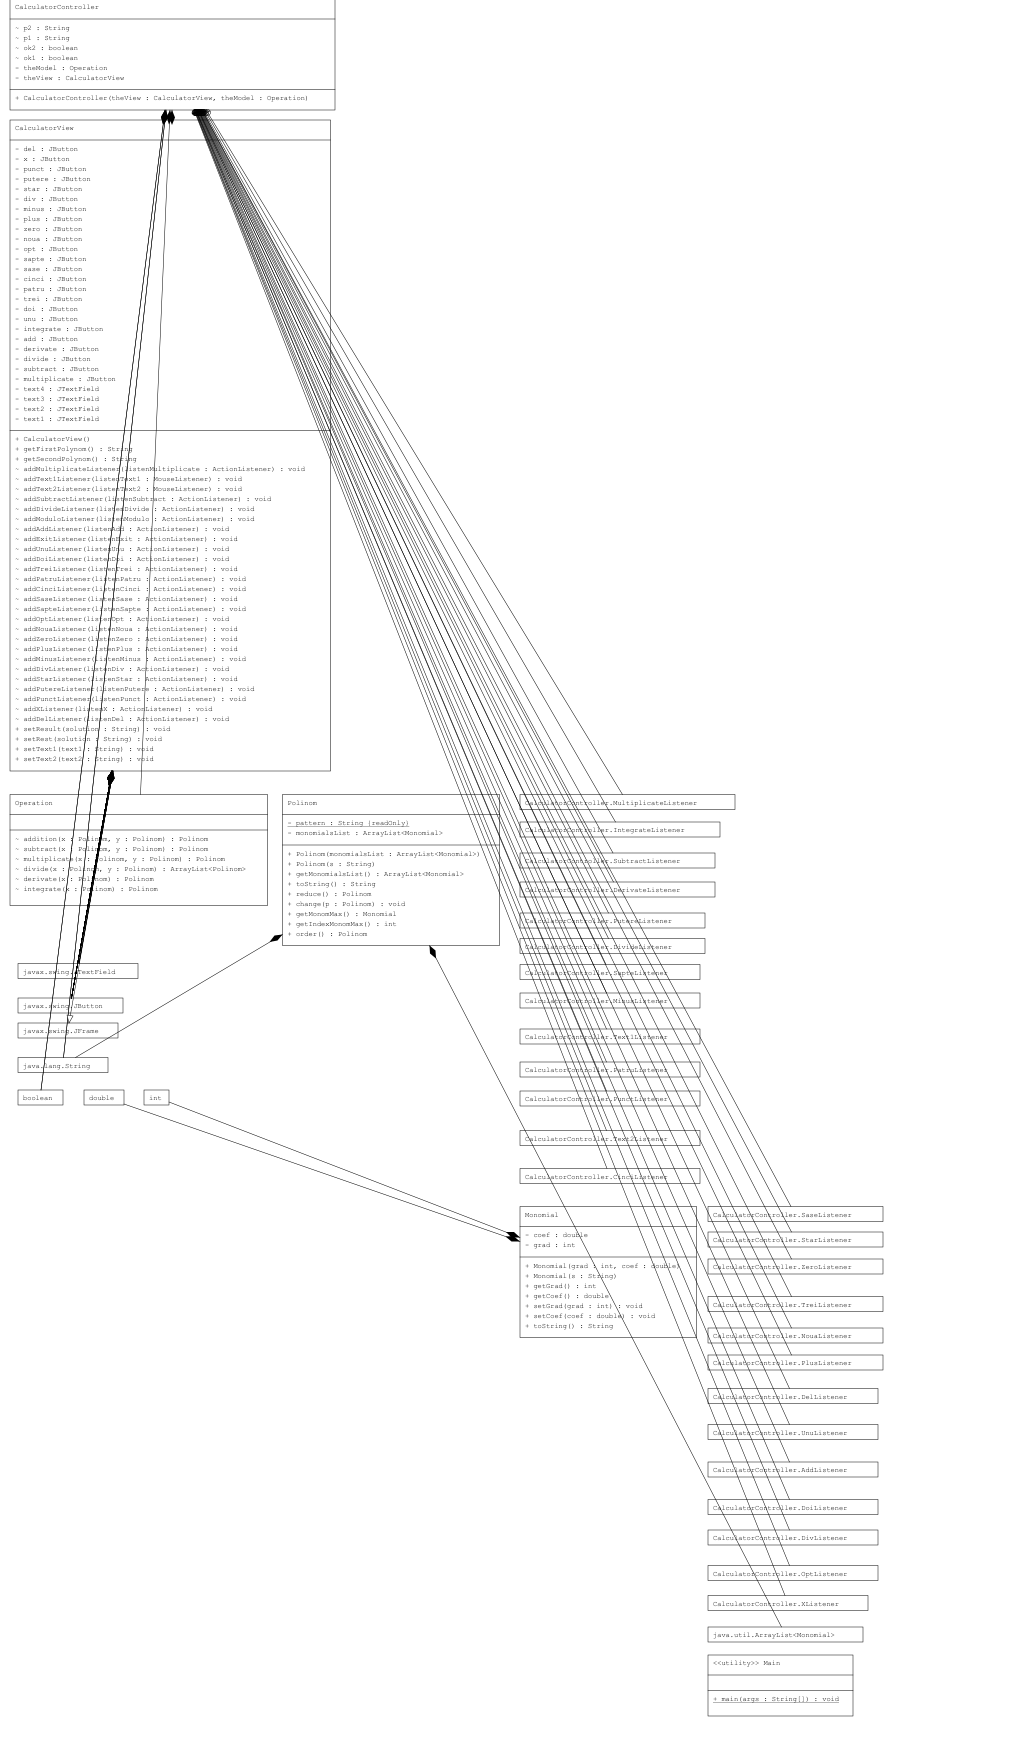 CalculatorController
~ p2 : String
~ p1 : String
~ ok2 : boolean
~ ok1 : boolean
- theModel : Operation
- theView : CalculatorView
+ CalculatorController(theView : CalculatorView, theModel : Operation)
CalculatorView
- del : JButton
- x : JButton
- punct : JButton
- putere : JButton
- star : JButton
- div : JButton
- minus : JButton
- plus : JButton
- zero : JButton
- noua : JButton
- opt : JButton
- sapte : JButton
- sase : JButton
- cinci : JButton
- patru : JButton
- trei : JButton
- doi : JButton
- unu : JButton
- integrate : JButton
- add : JButton
- derivate : JButton
- divide : JButton
- subtract : JButton
- multiplicate : JButton
- text4 : JTextField
- text3 : JTextField
- text2 : JTextField
- text1 : JTextField
+ CalculatorView()
+ getFirstPolynom() : String
+ getSecondPolynom() : String
~ addMultiplicateListener(listenMultiplicate : ActionListener) : void
~ addText1Listener(listenText1 : MouseListener) : void
~ addText2Listener(listenText2 : MouseListener) : void
~ addSubtractListener(listenSubtract : ActionListener) : void
~ addDivideListener(listenDivide : ActionListener) : void
~ addModuloListener(listenModulo : ActionListener) : void
~ addAddListener(listenAdd : ActionListener) : void
~ addExitListener(listenExit : ActionListener) : void
~ addUnuListener(listenUnu : ActionListener) : void
~ addDoiListener(listenDoi : ActionListener) : void
~ addTreiListener(listenTrei : ActionListener) : void
~ addPatruListener(listenPatru : ActionListener) : void
~ addCinciListener(listenCinci : ActionListener) : void
~ addSaseListener(listenSase : ActionListener) : void
~ addSapteListener(listenSapte : ActionListener) : void
~ addOptListener(listenOpt : ActionListener) : void
~ addNouaListener(listenNoua : ActionListener) : void
~ addZeroListener(listenZero : ActionListener) : void
~ addPlusListener(listenPlus : ActionListener) : void
~ addMinusListener(listenMinus : ActionListener) : void
~ addDivListener(listenDiv : ActionListener) : void
~ addStarListener(listenStar : ActionListener) : void
~ addPutereListener(listenPutere : ActionListener) : void
~ addPunctListener(listenPunct : ActionListener) : void
~ addXListener(listenX : ActionListener) : void
~ addDelListener(listenDel : ActionListener) : void
+ setResult(solution : String) : void
+ setRest(solution : String) : void
+ setText1(text1 : String) : void
+ setText2(text2 : String) : void
Operation
~ addition(x : Polinom, y : Polinom) : Polinom
~ subtract(x : Polinom, y : Polinom) : Polinom
~ multiplicate(x : Polinom, y : Polinom) : Polinom
~ divide(x : Polinom, y : Polinom) : ArrayList<Polinom>
~ derivate(x : Polinom) : Polinom
~ integrate(x : Polinom) : Polinom
Polinom
- pattern : String {readOnly}
- monomialsList : ArrayList<Monomial>
+ Polinom(monomialsList : ArrayList<Monomial>)
+ Polinom(s : String)
+ getMonomialsList() : ArrayList<Monomial>
+ toString() : String
+ reduce() : Polinom
+ change(p : Polinom) : void
+ getMonomMax() : Monomial
+ getIndexMonomMax() : int
+ order() : Polinom
CalculatorController.MultiplicateListener
CalculatorController.IntegrateListener
CalculatorController.SubtractListener
CalculatorController.DerivateListener
CalculatorController.PutereListener
CalculatorController.DivideListener
CalculatorController.SapteListener
CalculatorController.MinusListener
CalculatorController.Text1Listener
CalculatorController.PatruListener
CalculatorController.PunctListener
CalculatorController.Text2Listener
CalculatorController.CinciListener
javax.swing.JTextField
javax.swing.JButton
javax.swing.JFrame
java.lang.String
boolean
double
int
Monomial
- coef : double
- grad : int
+ Monomial(grad : int, coef : double)
+ Monomial(s : String)
+ getGrad() : int
+ getCoef() : double
+ setGrad(grad : int) : void
+ setCoef(coef : double) : void
+ toString() : String
CalculatorController.SaseListener
CalculatorController.StarListener
CalculatorController.ZeroListener
CalculatorController.TreiListener
CalculatorController.NouaListener
CalculatorController.PlusListener
CalculatorController.DelListener
CalculatorController.UnuListener
CalculatorController.AddListener
CalculatorController.DoiListener
CalculatorController.DivListener
CalculatorController.OptListener
CalculatorController.XListener
java.util.ArrayList<Monomial>
<<utility>> Main
+ main(args : String[]) : void